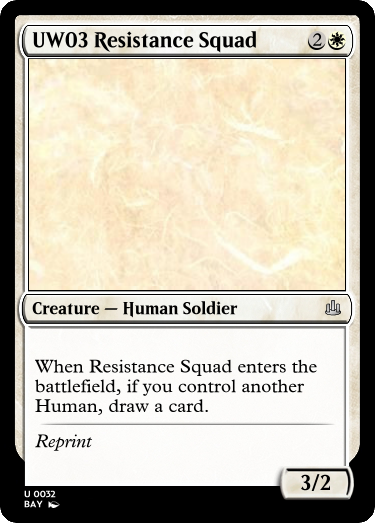 UW03 Resistance Squad 2
Creature — Human Soldier
When Resistance Squad enters the
battlefield, if you control another
Human, draw a card.
Reprint
3/2
U 0032
BAY